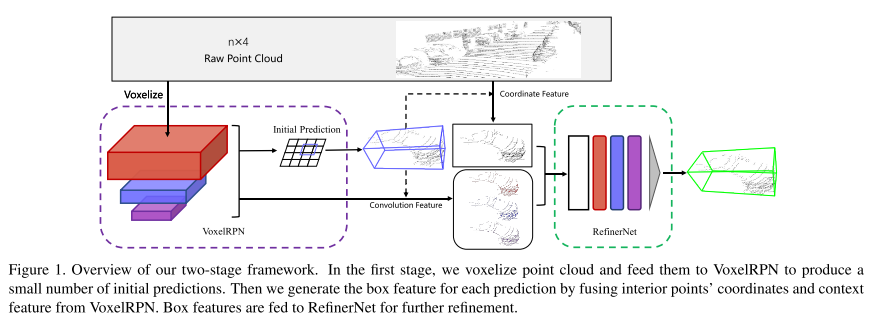 n×4
Raw Point Cloud
Voxelize
Coordinate Feature
Initial Prediction
Convolution Feature
VoxelRPN
RefinerNet
Figure 1. Overview of our two-stage framework. In the first stage, we voxelize point cloud and feed them to VoxelRPN to produce a
small number of initial predictions. Then we generate the box feature for each prediction by fusing interior points’ coordinates and context
feature from VoxelRPN. Box features are fed to RefinerNet for further refinement.